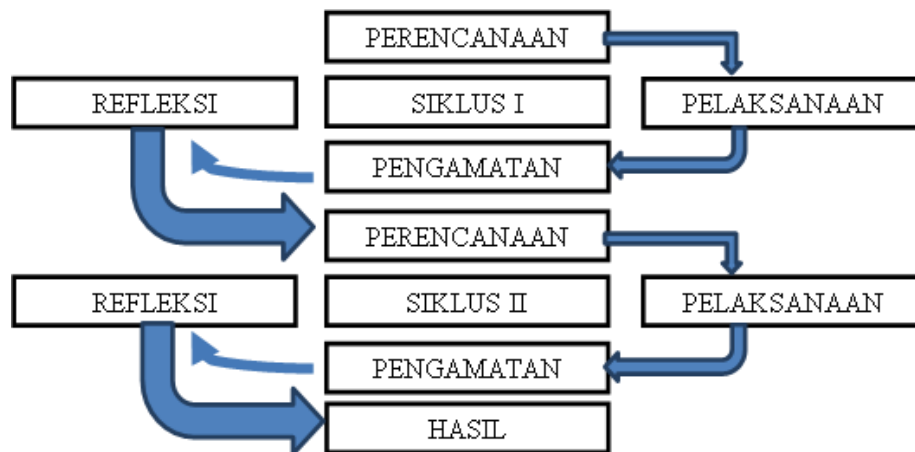 PERENCANAAN
REFLEKSI
SIKLUS I
PELAKSANAAN
PENGAMATAN
PERENCANAAN
REFLEKSI
SIKLUS II
PELAKSANAAN
PENGAMATAN
HASIL